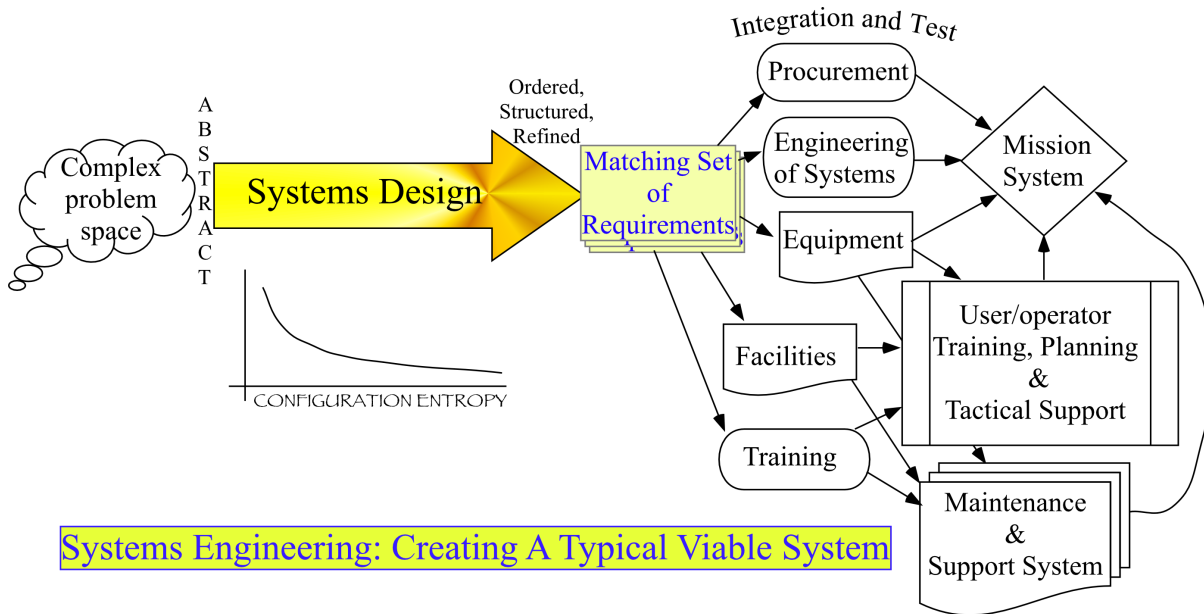 Integration and Test
Complex
problem
space
ABSTRACT
Systems Design
Ordered,
Structured,
Refined
Matching Set
of
Requirements
Procurement
Engineering
of Systems
Equipment
Facilities
Training
Mission
System
User/operator
Training, Planning
&
Tactical Support
Maintenance
&
Support System
CONFIGURATION ENTROPY
Systems Engineering: Creating A Typical Viable System